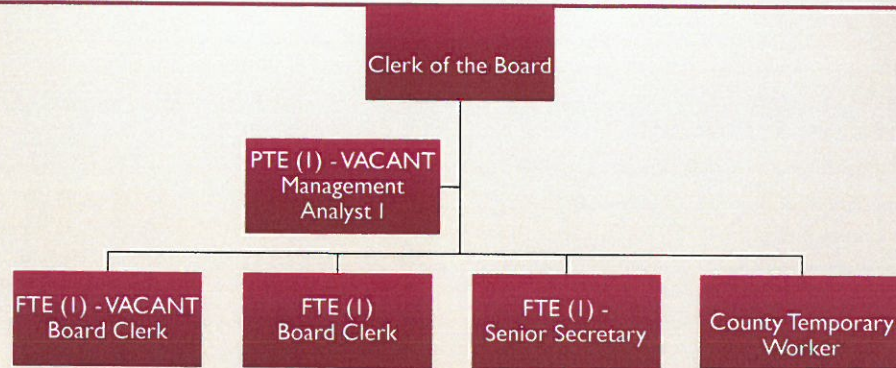 Clerk of the Board
PTE (1) - VACANT
Management
Analyst I
FTE (1) - VACANT
Board Clerk
FTE (1)
Board Clerk
FTE (1) -
Senior Secretary
County Temporary
Worker